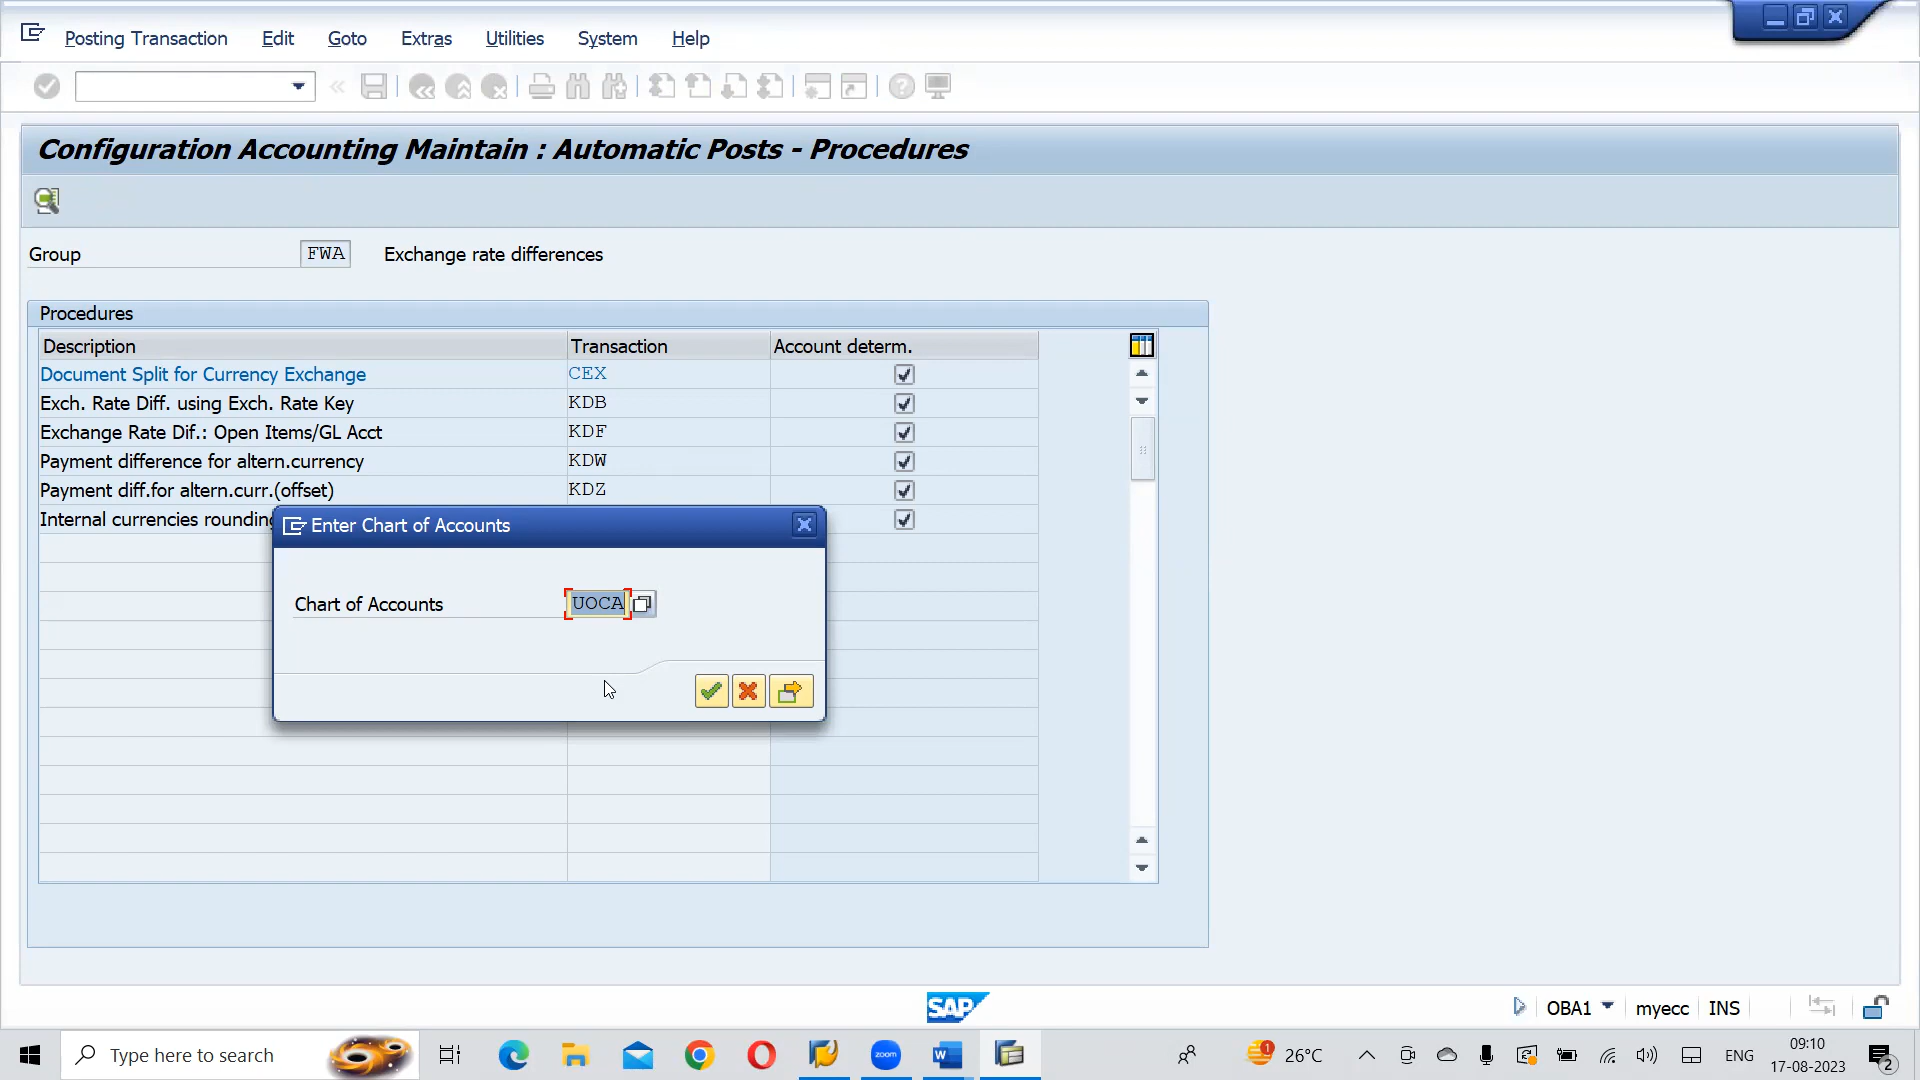 Posting Transaction Edit Goto Extras Utilities System Help
Configuration Accounting Maintain : Automatic Posts - Procedures
Group FWA Exchange rate differences
Procedures
Description Transaction Account determ.
Document Split for Currency Exchange CEX
Exch. Rate Diff. using Exch. Rate Key KDB
Exchange Rate Dif.: Open Items/GL Acct KDF
Payment difference for altern.currency KDW
Payment diff.for altern.curr.(offset) KDZ
Internal currencies rounding
Enter Chart of Accounts
Chart of Accounts UOCA
SAP
OBA1 myecc INS
Type here to search
zoom
W
1
26°C
ENG
09:10
17-08-2023
2